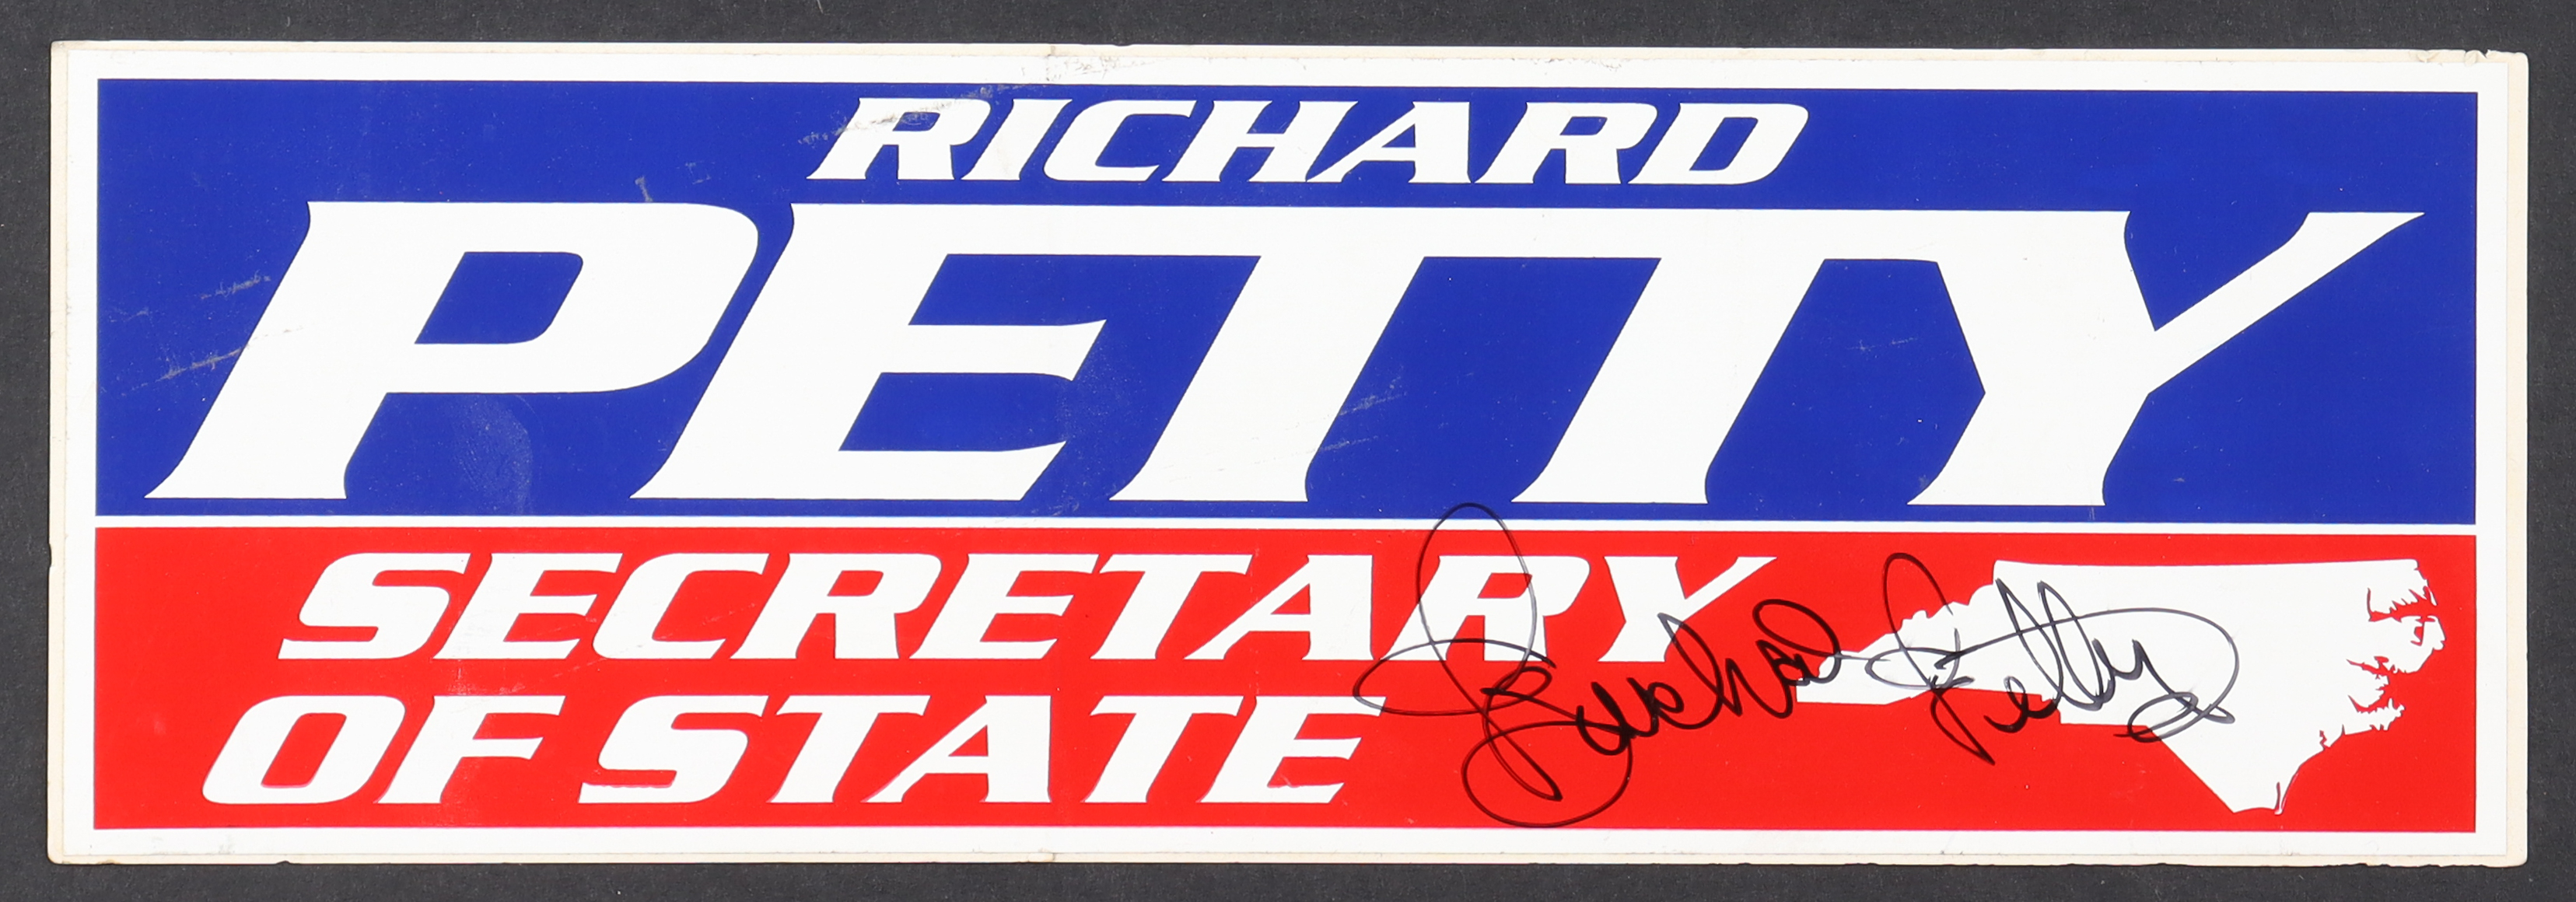 RICHARD
PETTY
SECRETARY
OF STATE
Richard Petty